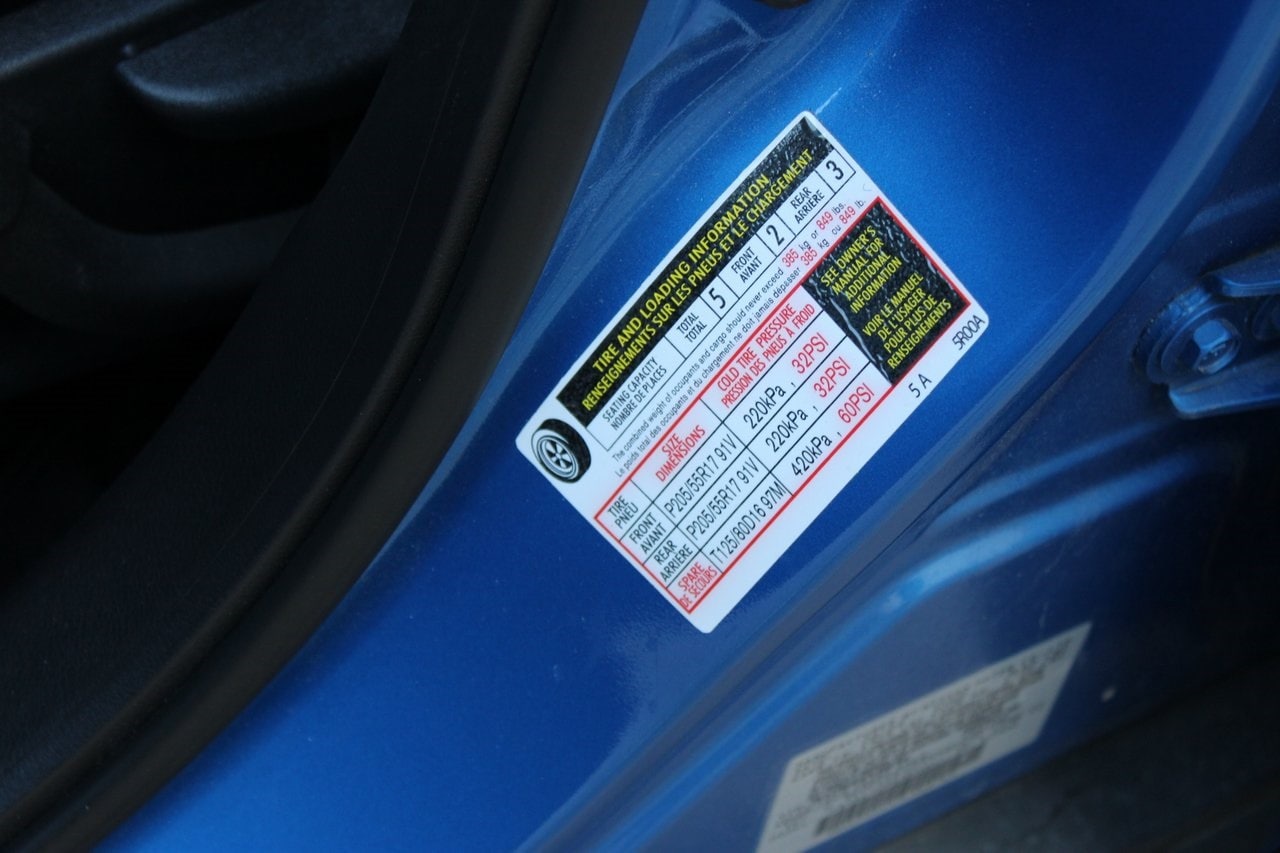 TIRE AND LOADING INFORMATION
RENSEIGNEMENTS SUR LES PNEUS ET LE CHARGEMENT
SEATING CAPACITY
NOMBRE DE PLACES
TOTAL
TOTAL
5
FRONT
AVANT
2
REAR
ARRIÈRE
3
The combined weight of occupants and cargo should never exceed 385 kg or 849 lbs.
Le poids total des occupants et du chargement ne doit jamais dépasser 385 kg ou 849 lb.
TIRE
PNEU
SIZE
DIMENSIONS
COLD TIRE PRESSURE
PRESSION DES PNEUS À FROID
FRONT
AVANT
P205/55R17 91V
220kPa , 32PSI
REAR
ARRIÈRE
P205/55R17 91V
220kPa , 32PSI
SPARE
DE SECOURS
T125/80D16 97M
420kPa , 60PSI
SEE OWNER'S
MANUAL FOR
ADDITIONAL
INFORMATION
VOIR LE MANUEL
DE L'USAGER
POUR PLUS DE
RENSEIGNEMENTS
5 A
5R00A